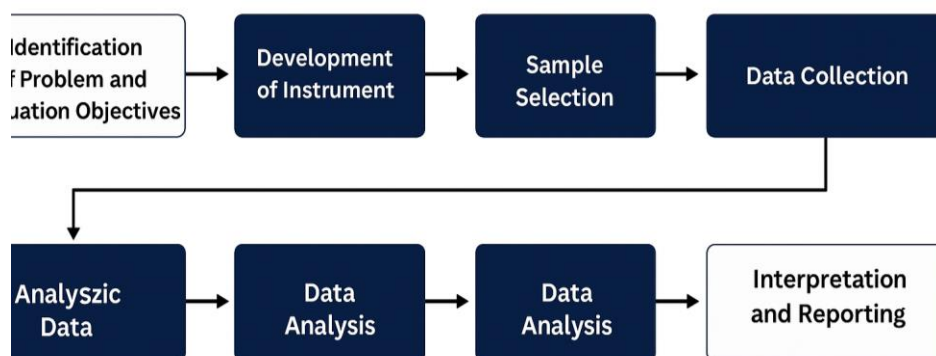 Identification
f Problem and
uation Objectives
Development
of Instrument
Sample
Selection
Data Collection
Analyszic
Data
Data
Analysis
Data
Analysis
Interpretation
and Reporting